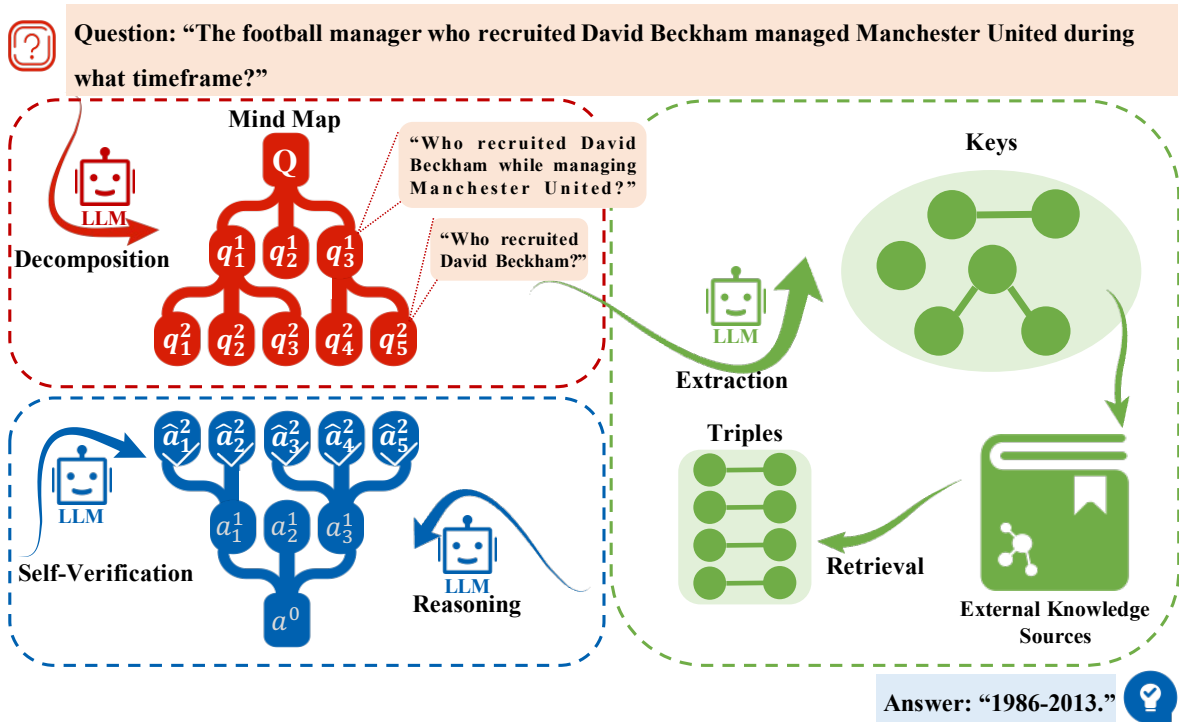 Question: “The football manager who recruited David Beckham managed Manchester United during
what timeframe?”
Mind Map
Q
“Who recruited David
Beckham while managing
Manchester United?”
LLM
Decomposition
q₁¹ q₂¹ q₃¹
“Who recruited
David Beckham?”
q₁² q₂² q₃² q₄² q₅²
Keys
LLM
Extraction
Triples
Retrieval
External Knowledge
Sources
â₁² â₂² â₃² â₄² â₅²
LLM
Self-Verification
a₁¹ a₂¹ a₃¹
LLM
Reasoning
a⁰
Answer: “1986-2013.”